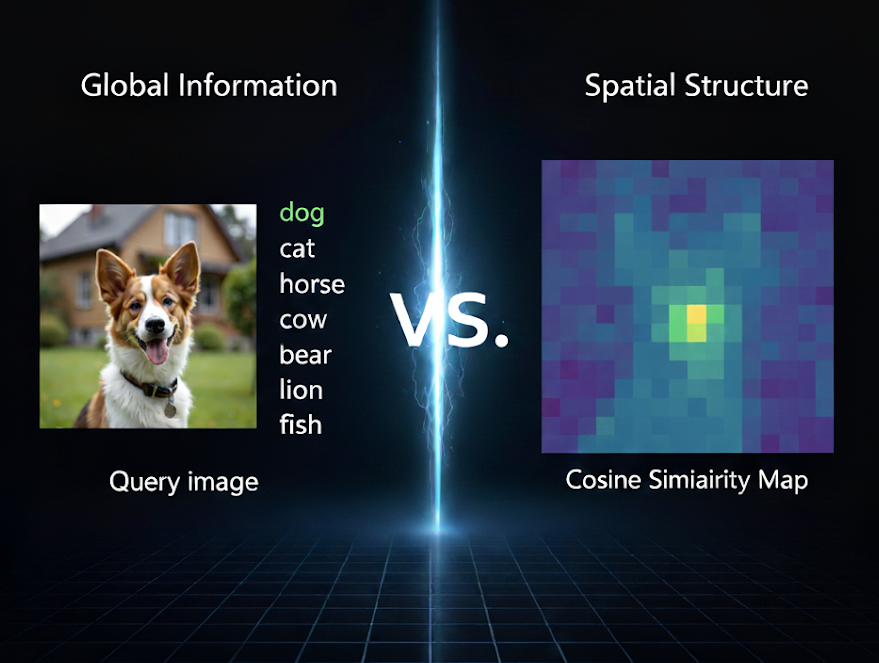 Global Information
Spatial Structure
dog
cat
horse
cow
bear
lion
fish
vs.
Query image
Cosine Simiairity Map